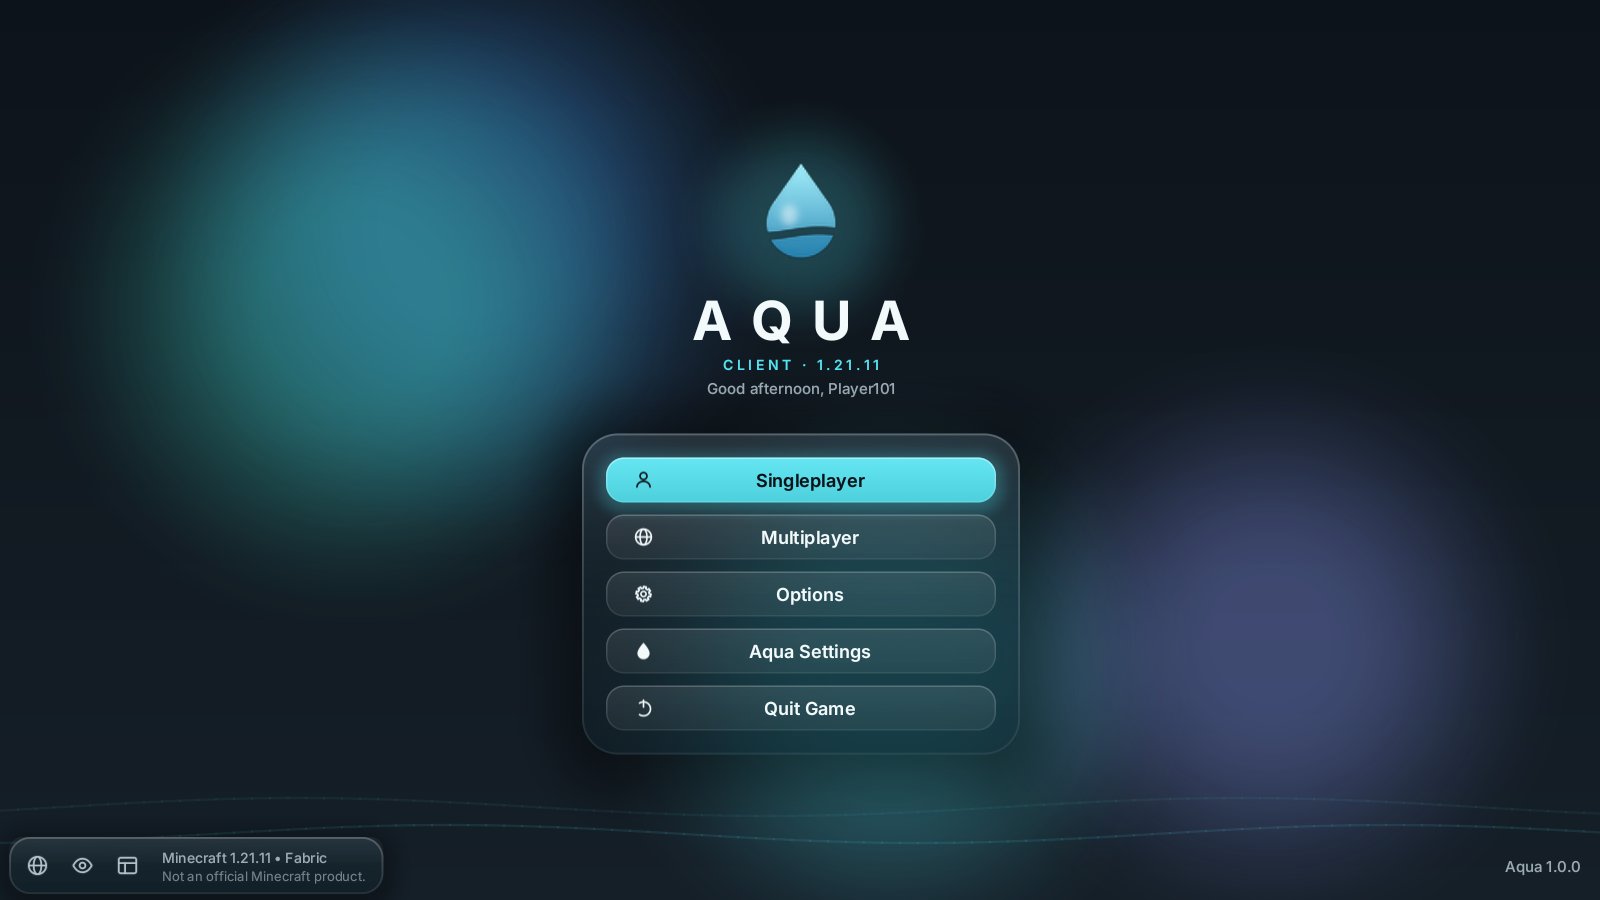 AQUA
CLIENT · 1.21.11
Good afternoon, Player101
Singleplayer
Multiplayer
Options
Aqua Settings
Quit Game
Minecraft 1.21.11 • Fabric
Not an official Minecraft product.
Aqua 1.0.0